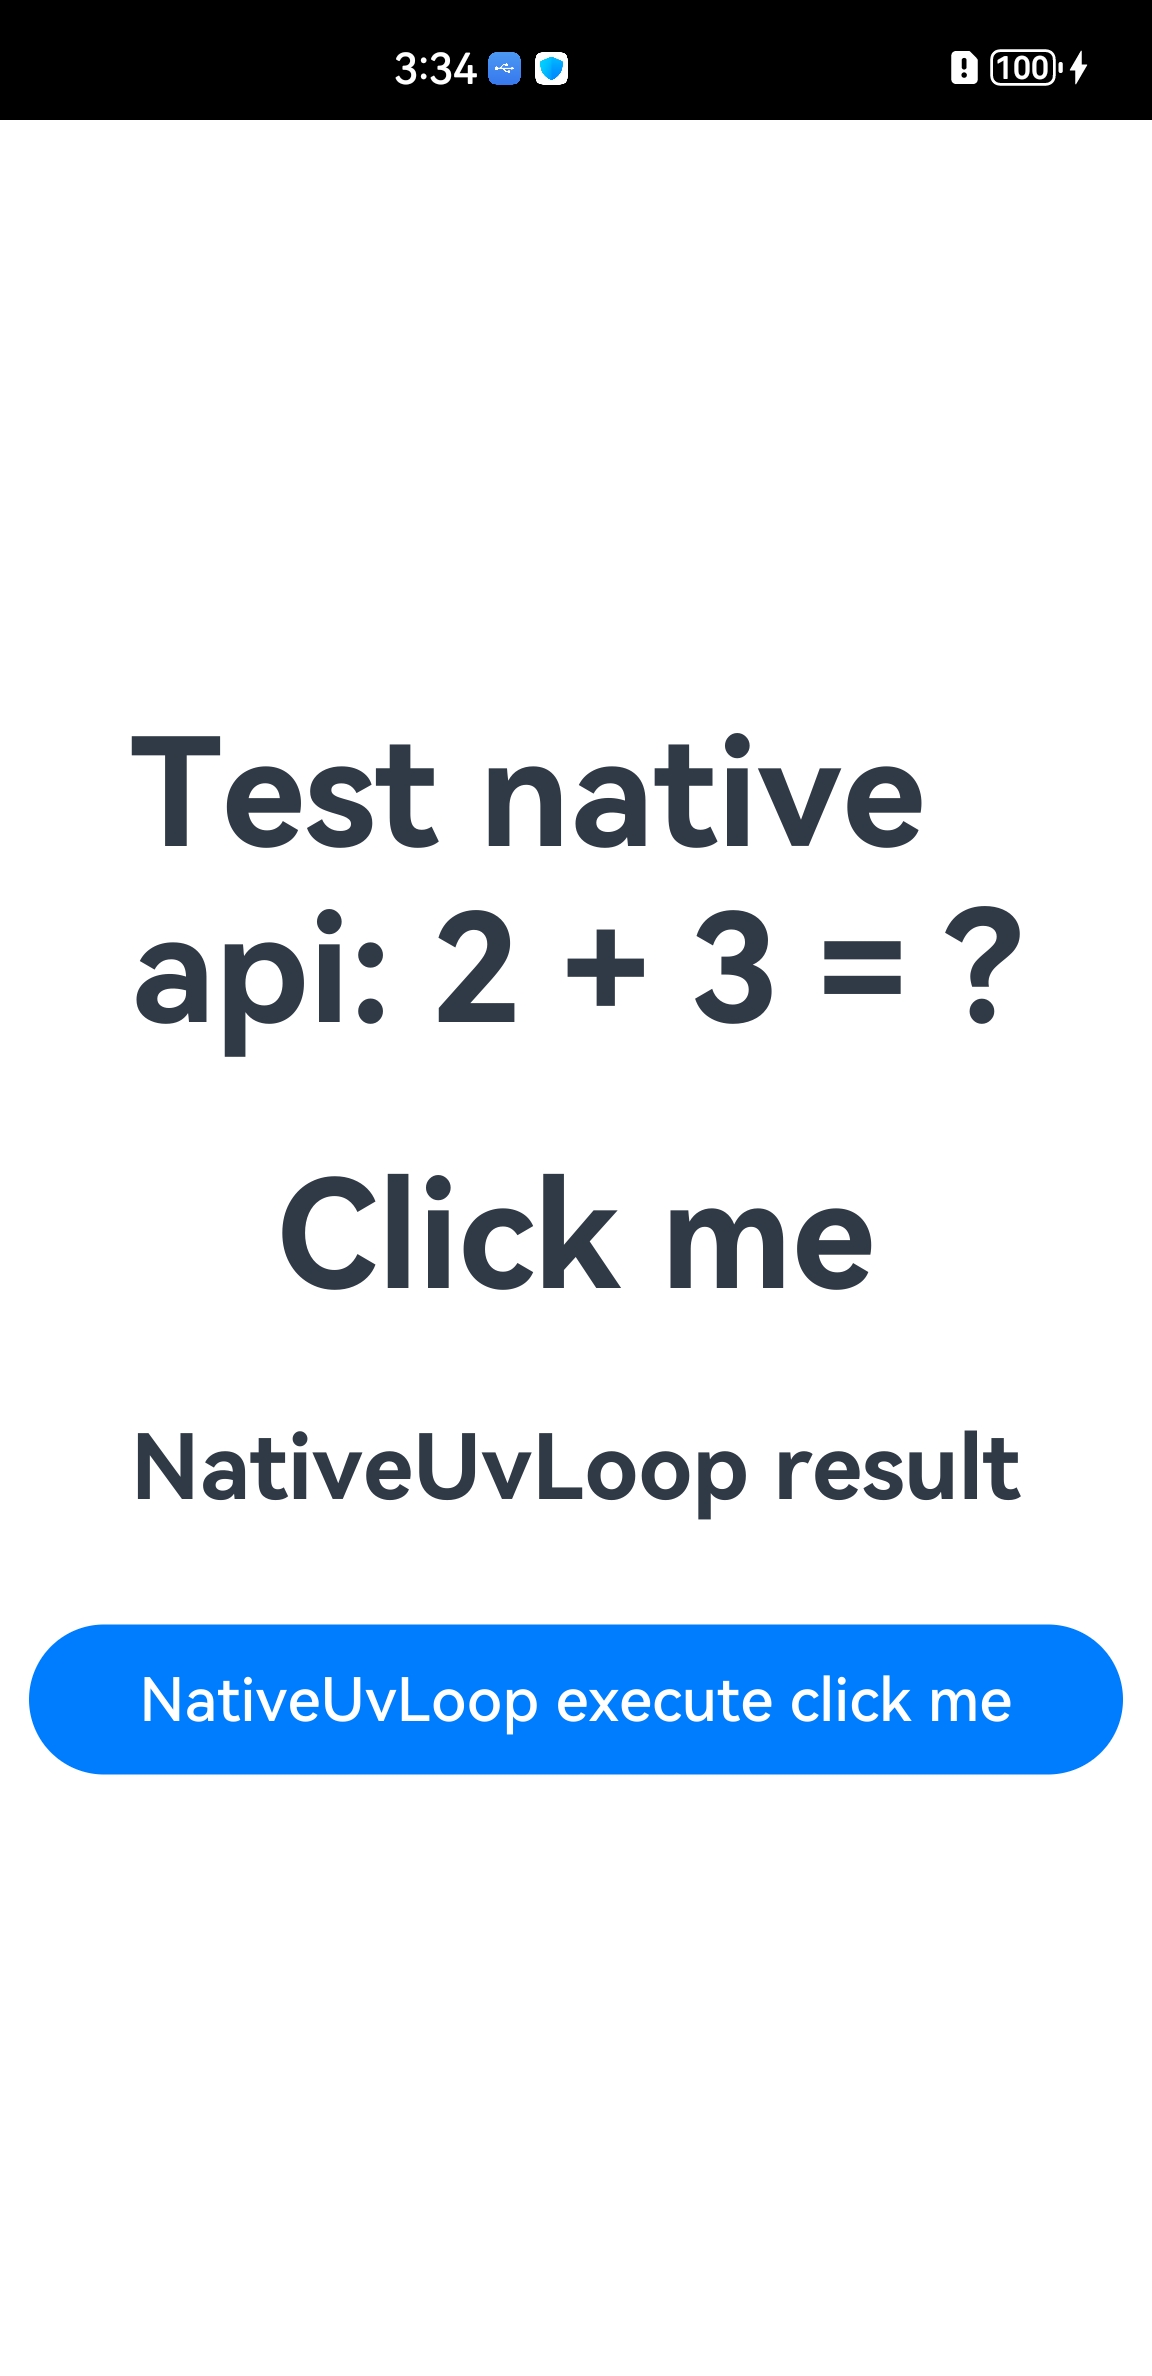 3:34
100
Test native
api: 2 + 3 = ?
Click me
NativeUvLoop result
NativeUvLoop execute click me